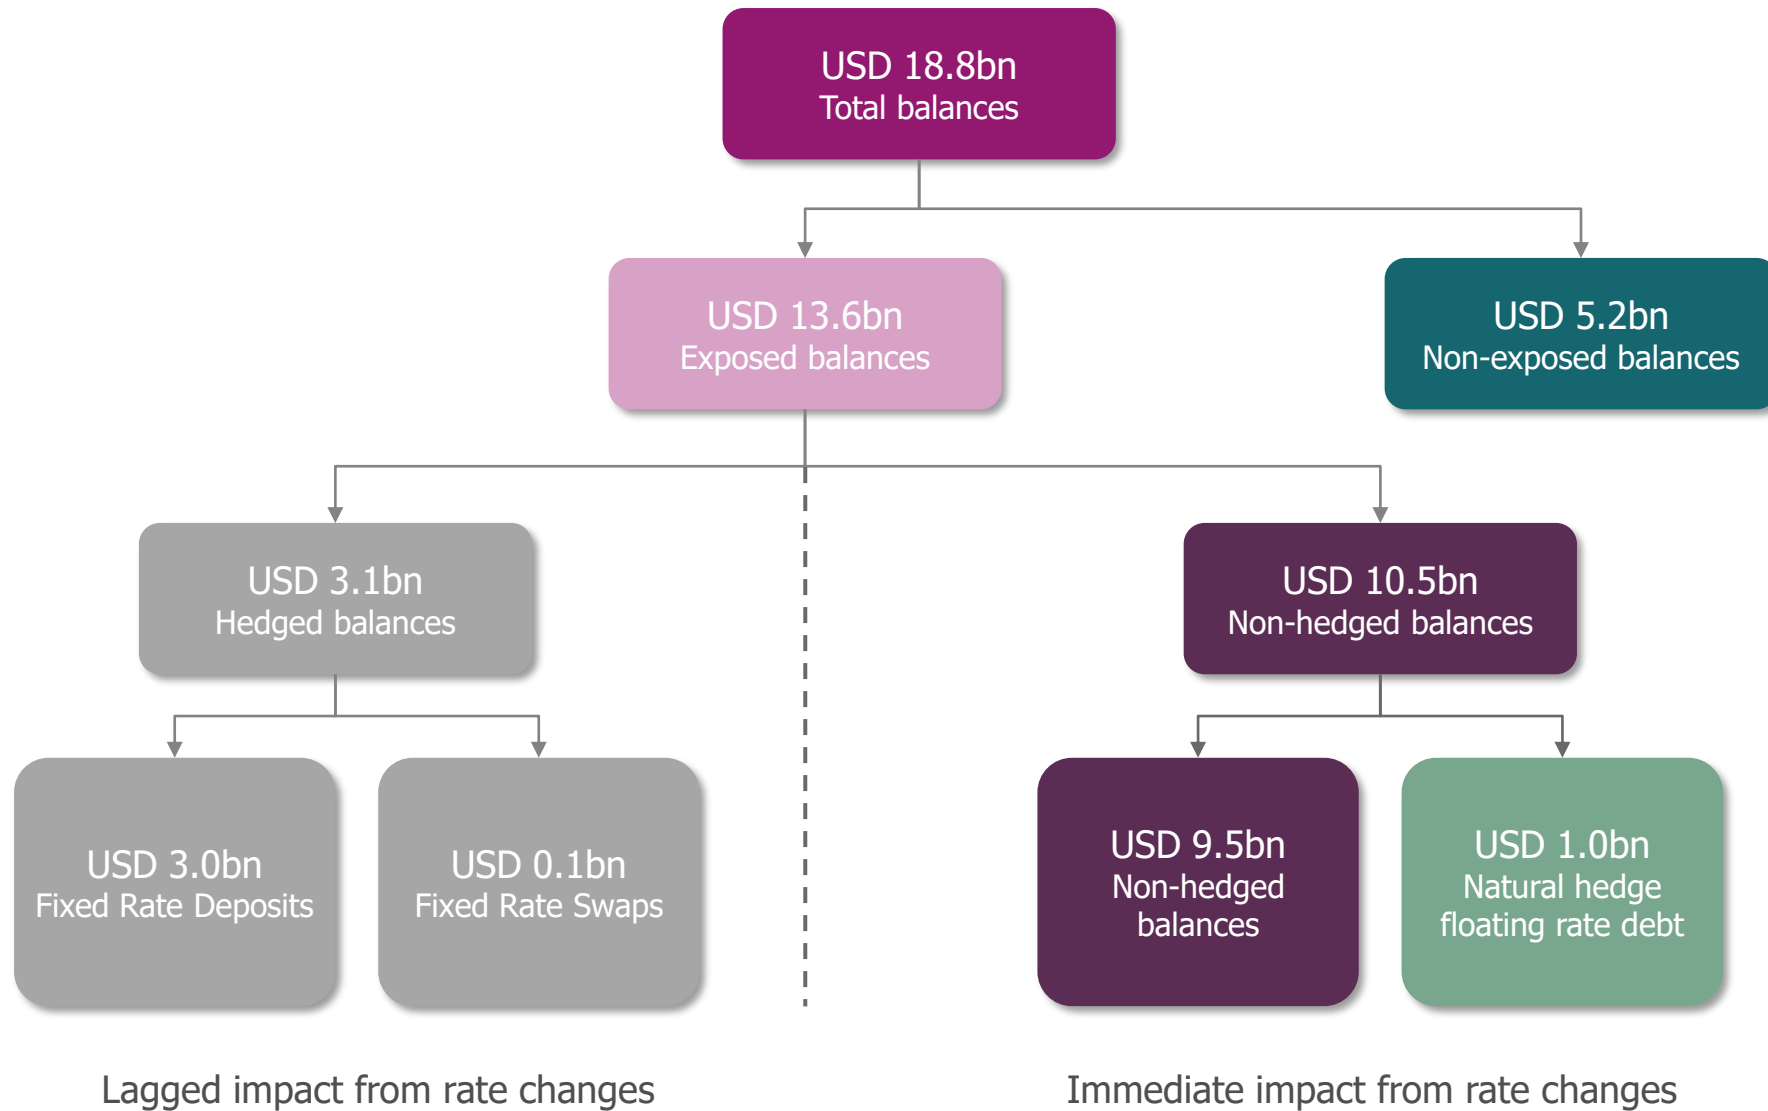 USD 18.8bn
Total balances
USD 13.6bn
Exposed balances
USD 5.2bn
Non-exposed balances
USD 3.1bn
Hedged balances
USD 10.5bn
Non-hedged balances
USD 3.0bn
Fixed Rate Deposits
USD 0.1bn
Fixed Rate Swaps
USD 9.5bn
Non-hedged
balances
USD 1.0bn
Natural hedge
floating rate debt
Lagged impact from rate changes
Immediate impact from rate changes